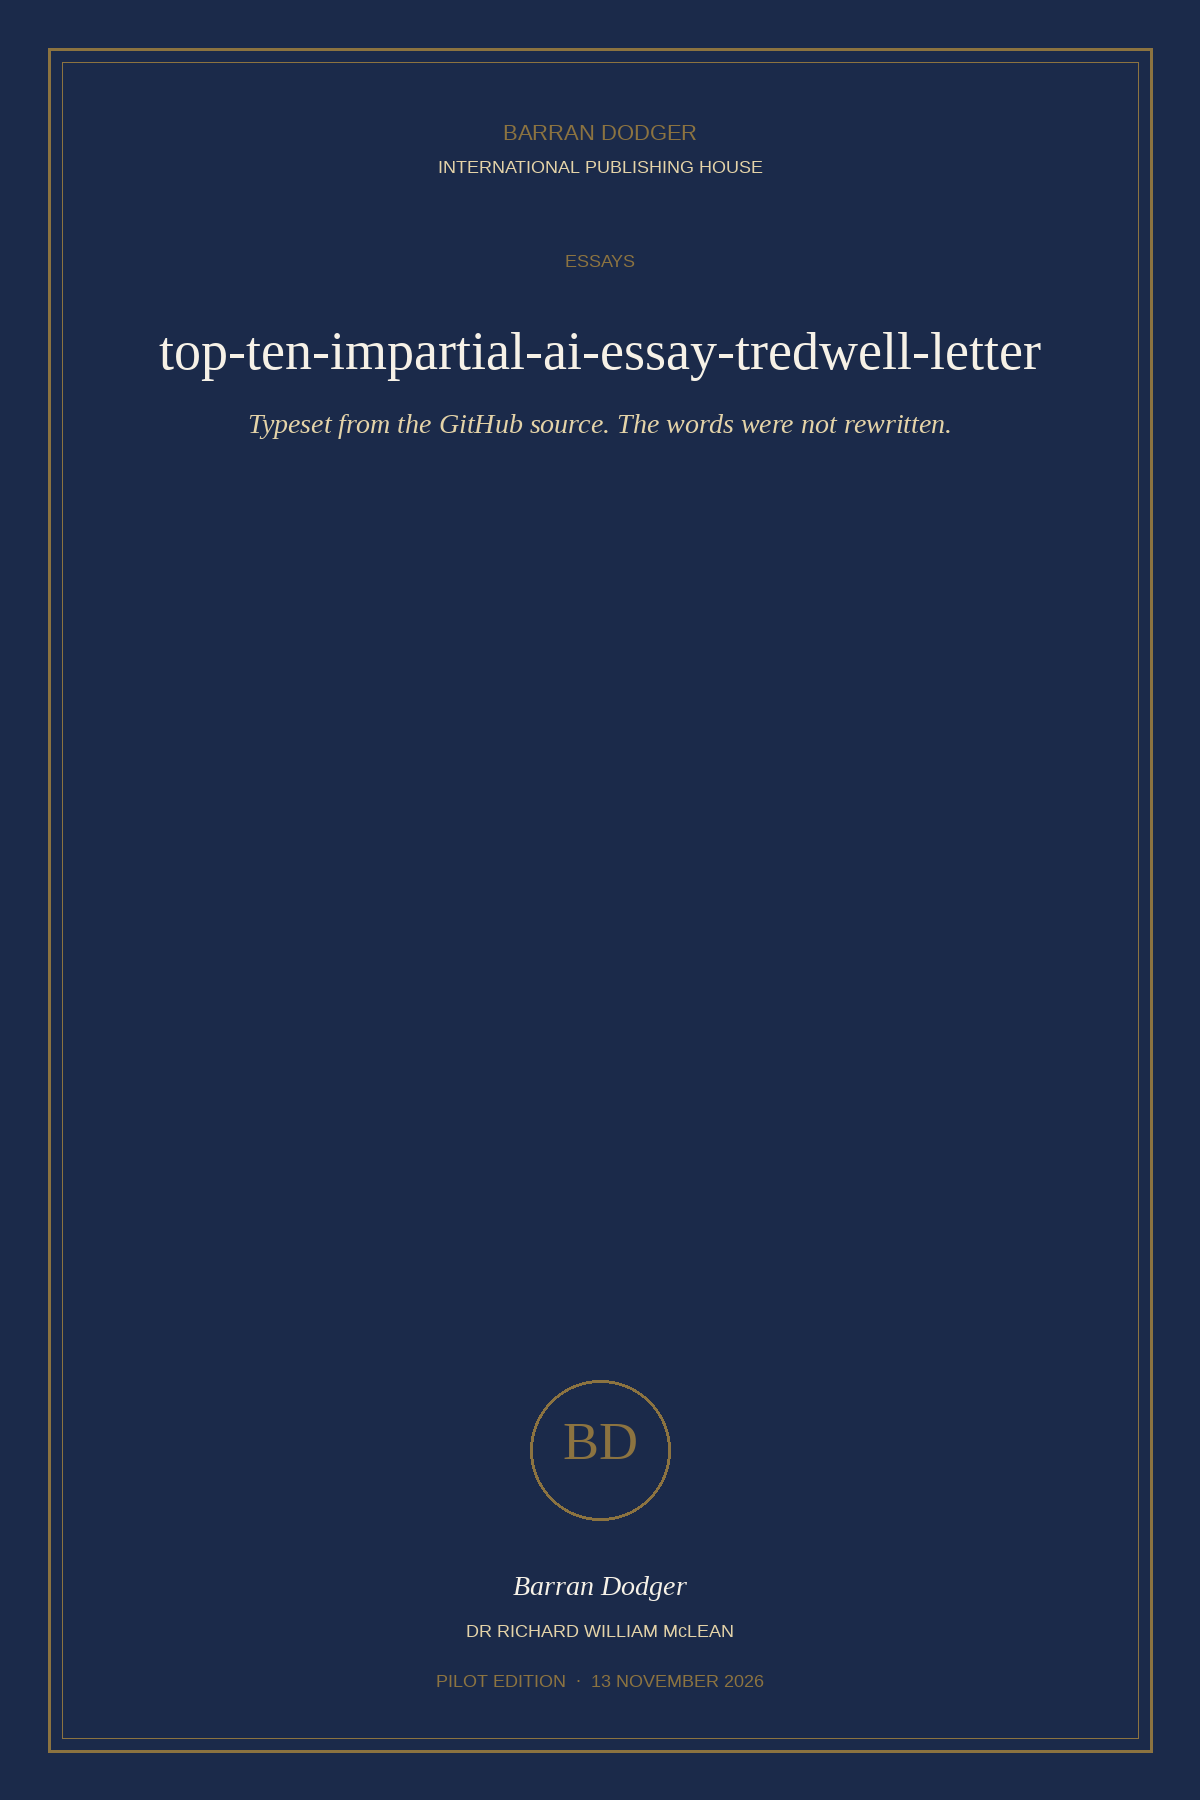 BARRAN DODGER
INTERNATIONAL PUBLISHING HOUSE
ESSAYS
top-ten-impartial-ai-essay-tredwell-letter
Typeset from the GitHub source. The words were not rewritten.
BD
Barran Dodger
DR RICHARD WILLIAM McLEAN
PILOT EDITION · 13 NOVEMBER 2026